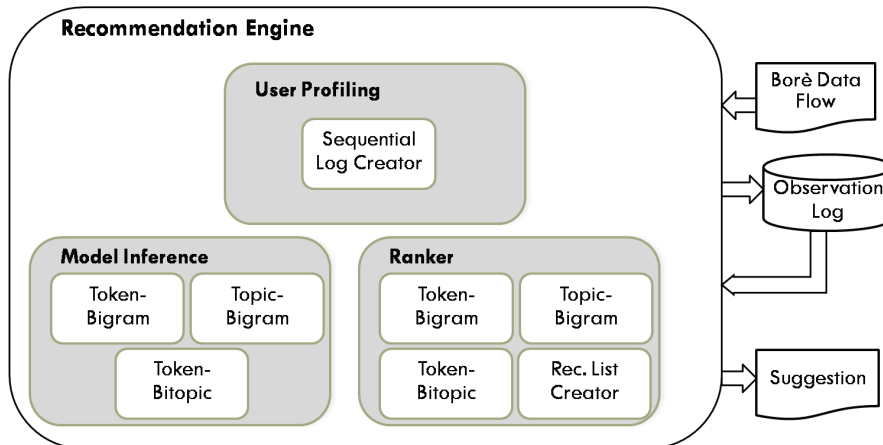 Recommendation Engine
User Profiling
Sequential
Log Creator
Model Inference
Token-
Bigram
Topic-
Bigram
Token-
Bitopic
Ranker
Token-
Bigram
Topic-
Bigram
Token-
Bitopic
Rec. List
Creator
Borè Data
Flow
Observation
Log
Suggestion